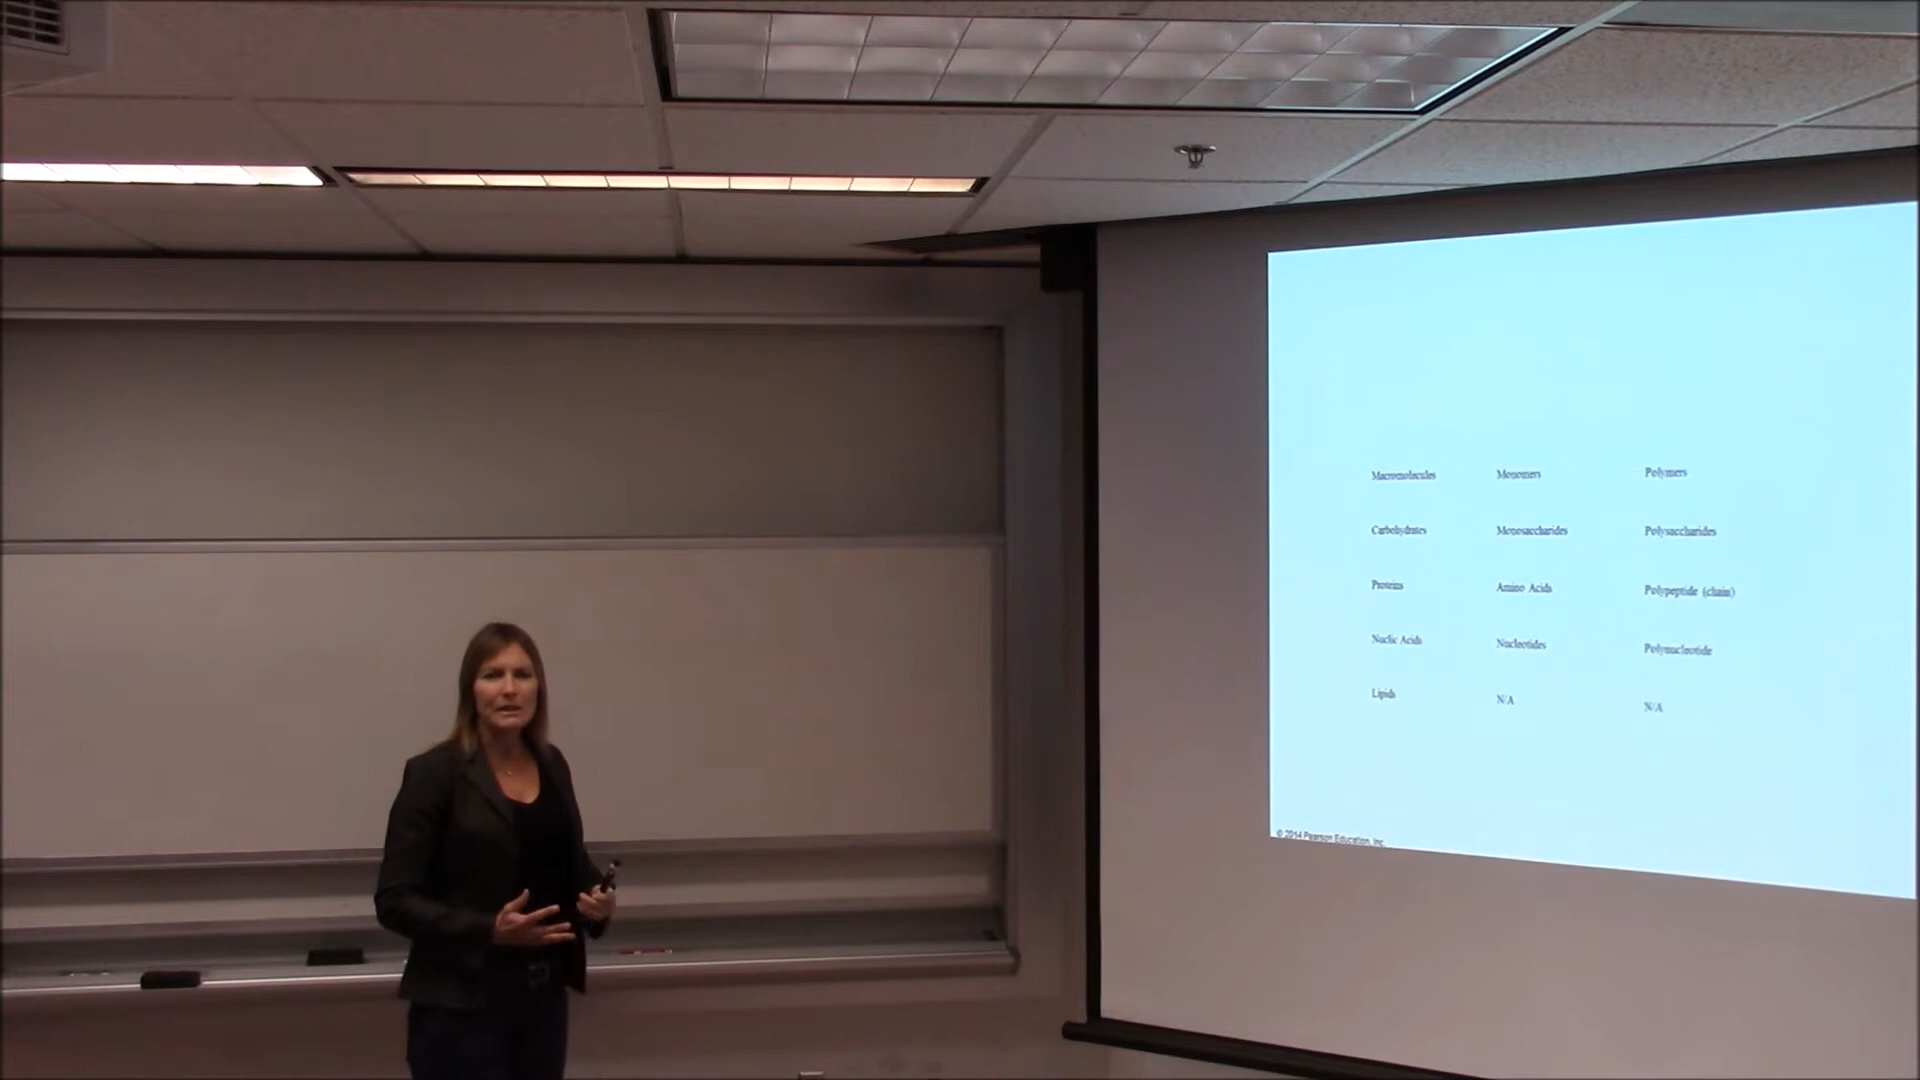 Macromolecules Monomers Polymers
Carbohydrates Monosaccharides Polysaccharides
Proteins Amino Acids Polypeptide (chain)
Nuclic Acids Nucleotides Polynucleotide
Lipids N/A N/A
© 2014 Pearson Education, Inc.